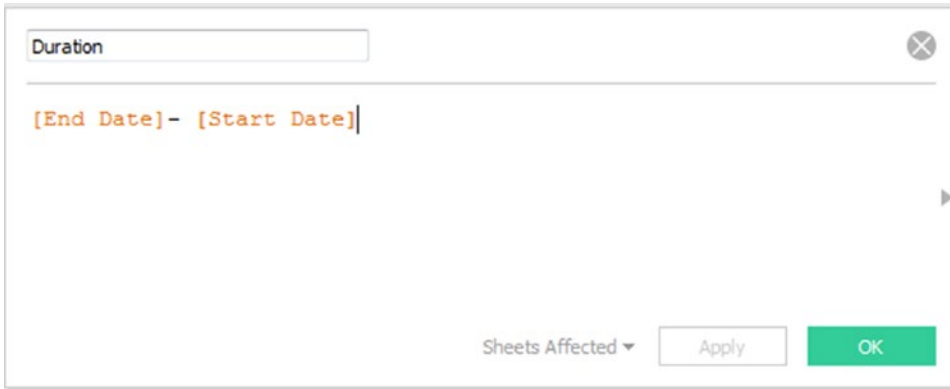 Duration
[End Date]- [Start Date]
Sheets Affected
Apply
OK